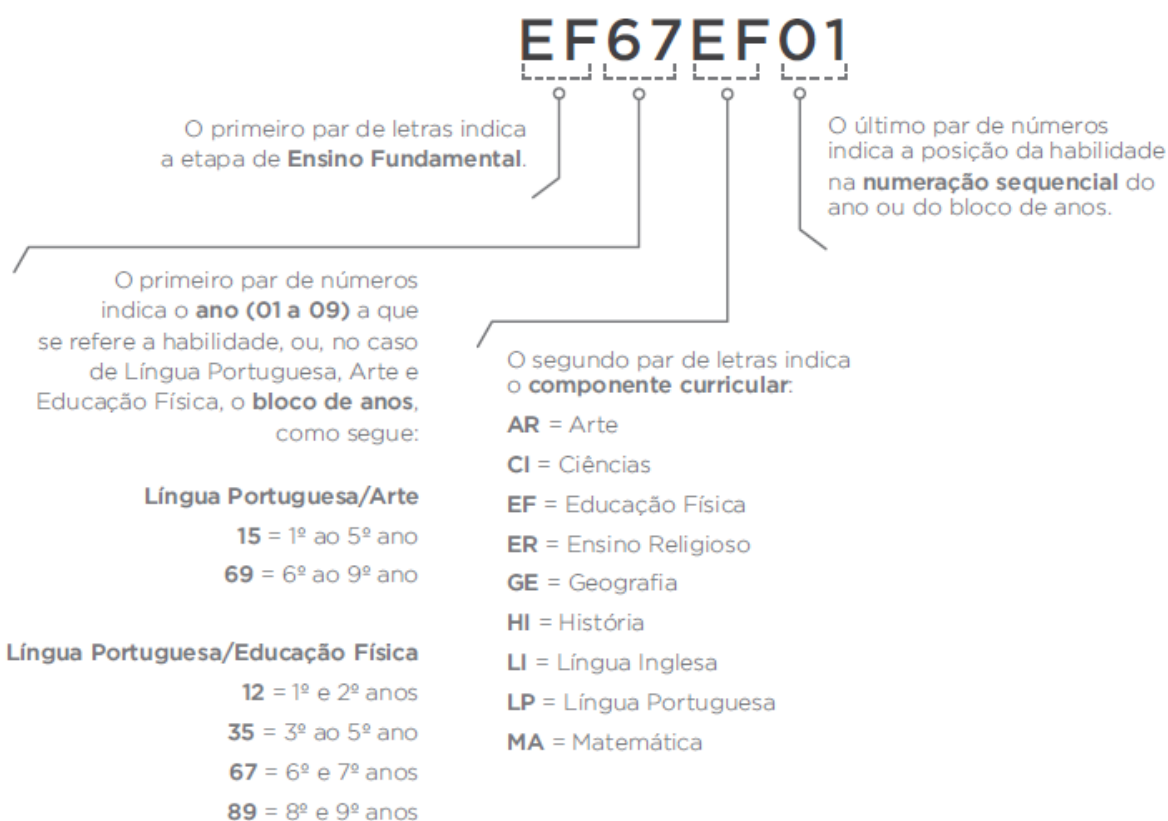 EF67EF01
O primeiro par de letras indica
a etapa de Ensino Fundamental.
O último par de números
indica a posição da habilidade
na numeração sequencial do
ano ou do bloco de anos.
O primeiro par de números
indica o ano (01 a 09) a que
se refere a habilidade, ou, no caso
de Língua Portuguesa, Arte e
Educação Física, o bloco de anos,
como segue:
Língua Portuguesa/Arte
15 = 1º ao 5º ano
69 = 6º ao 9º ano
Língua Portuguesa/Educação Física
12 = 1º e 2º anos
35 = 3º ao 5º ano
67 = 6º e 7º anos
89 = 8º e 9º anos
O segundo par de letras indica
o componente curricular:
AR = Arte
CI = Ciências
EF = Educação Física
ER = Ensino Religioso
GE = Geografia
HI = História
LI = Língua Inglesa
LP = Língua Portuguesa
MA = Matemática